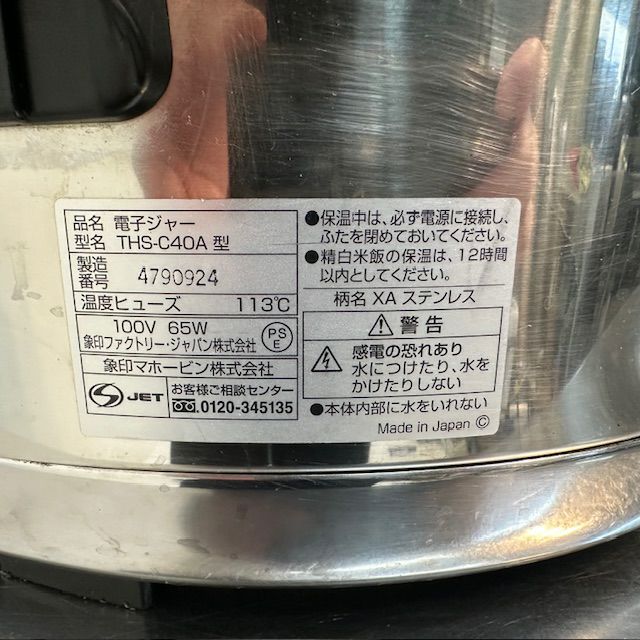 品名 電子ジャー
型名 THS-C40A 型
製造
番号 4790924
温度ヒューズ 113℃
100V 65W
象印ファクトリー・ジャパン株式会社
PS
E
象印マホービン株式会社
JET
お客様ご相談センター
0120-345135
●保温中は、必ず電源に接続し、
ふたを閉めておいてください。
●精白米飯の保温は、12時間
以内としてください。
柄名 XA ステンレス
警告
感電の恐れあり
水につけたり、水を
かけたりしない
●本体内部に水をいれない
Made in Japan Ⓒ